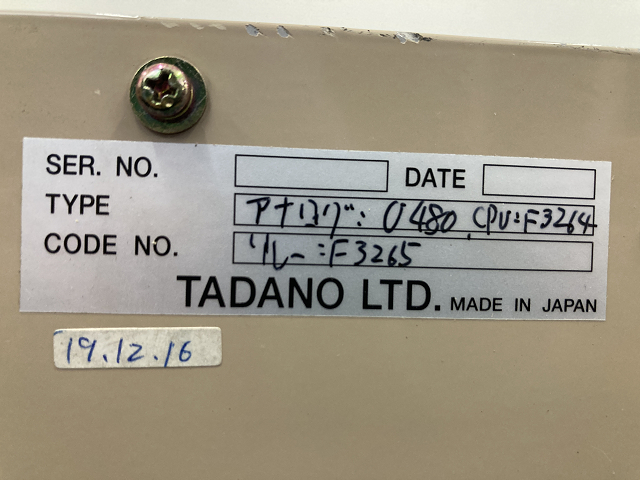 SER. NO. DATE
TYPE アナログ: U480. CPU:F3264
CODE NO. リレー:F3265
TADANO LTD. MADE IN JAPAN
19.12.16